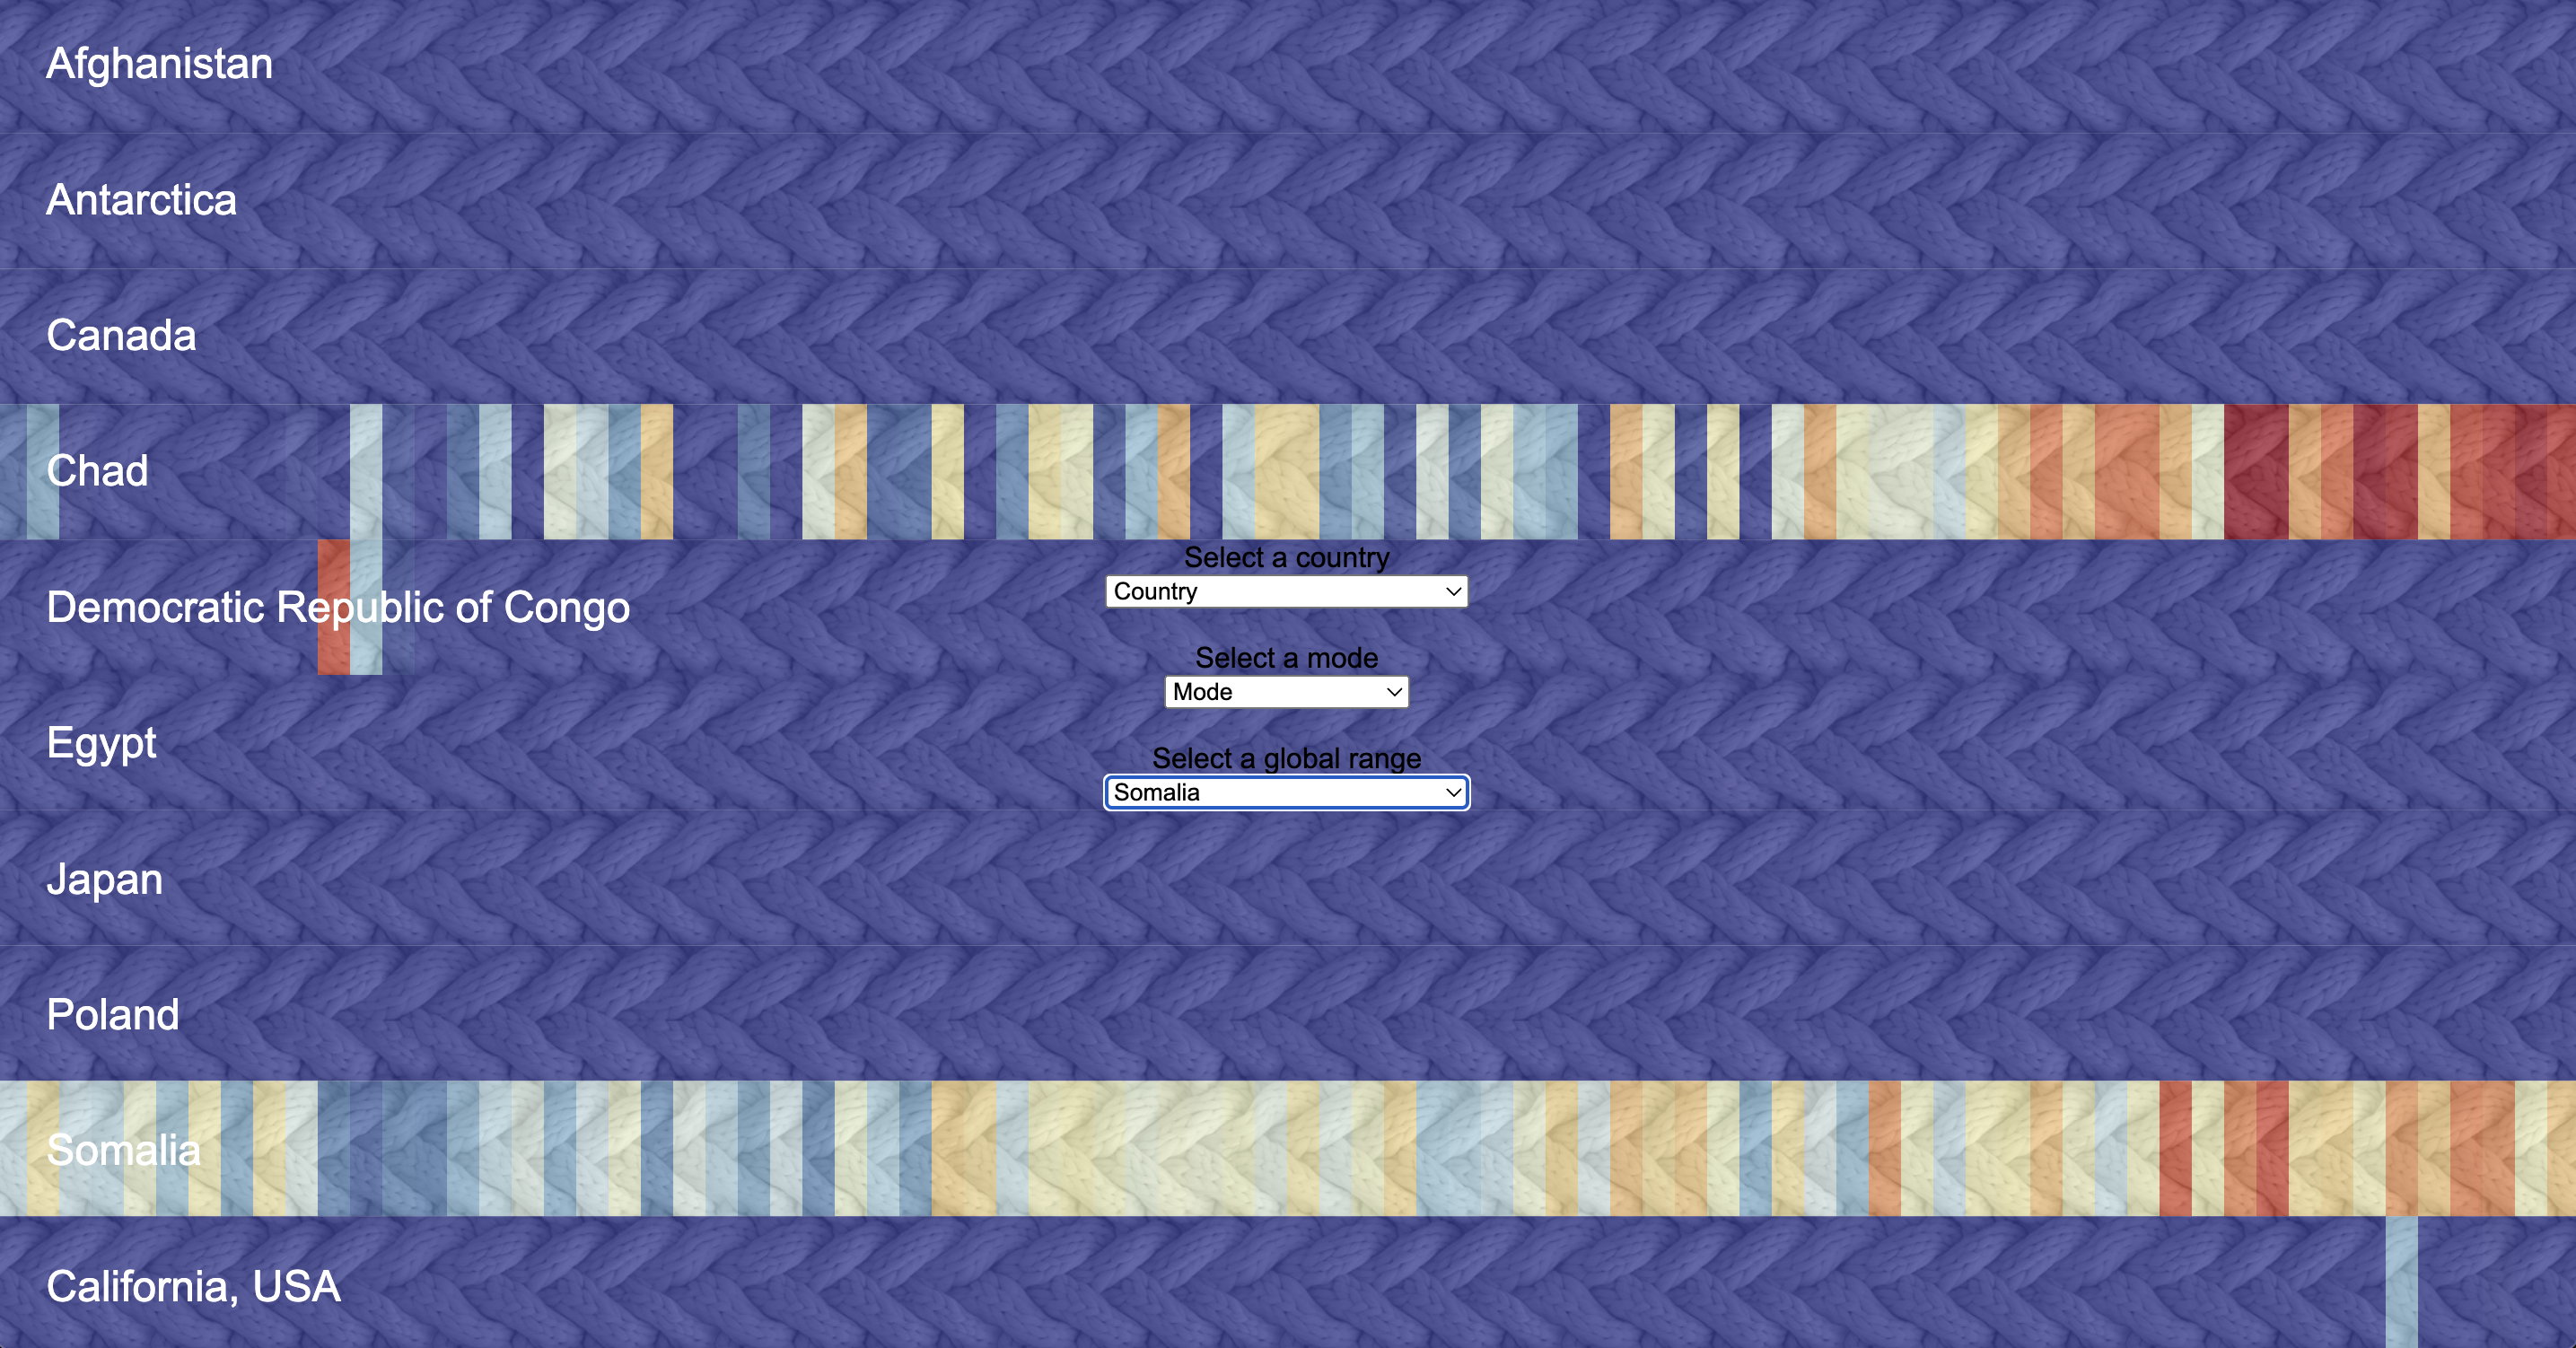 Afghanistan
Antarctica
Canada
Chad
Democratic Republic of Congo
Select a country
Country
Select a mode
Mode
Egypt
Select a global range
Somalia
Japan
Poland
Somalia
California, USA